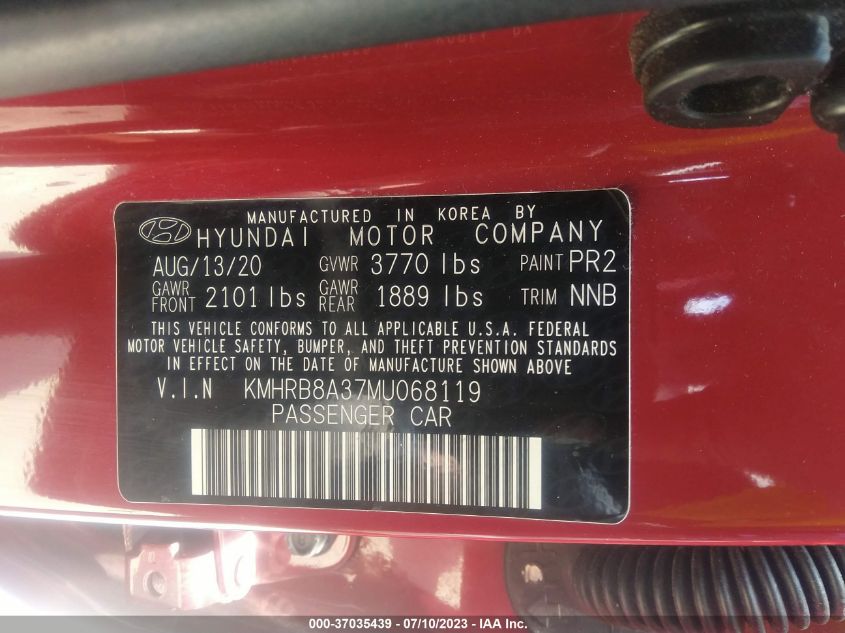 MANUFACTURED IN KOREA BY
HYUNDAI MOTOR COMPANY
AUG/13/20 GVWR 3770 lbs PAINT PR2
GAWR FRONT 2101 lbs GAWR REAR 1889 lbs TRIM NNB
THIS VEHICLE CONFORMS TO ALL APPLICABLE U.S.A. FEDERAL
MOTOR VEHICLE SAFETY, BUMPER, AND THEFT PREVENTION STANDARDS
IN EFFECT ON THE DATE OF MANUFACTURE SHOWN ABOVE
V.I.N KMHRB8A37MU068119
PASSENGER CAR
000-37035439 - 07/10/2023 - IAA Inc.